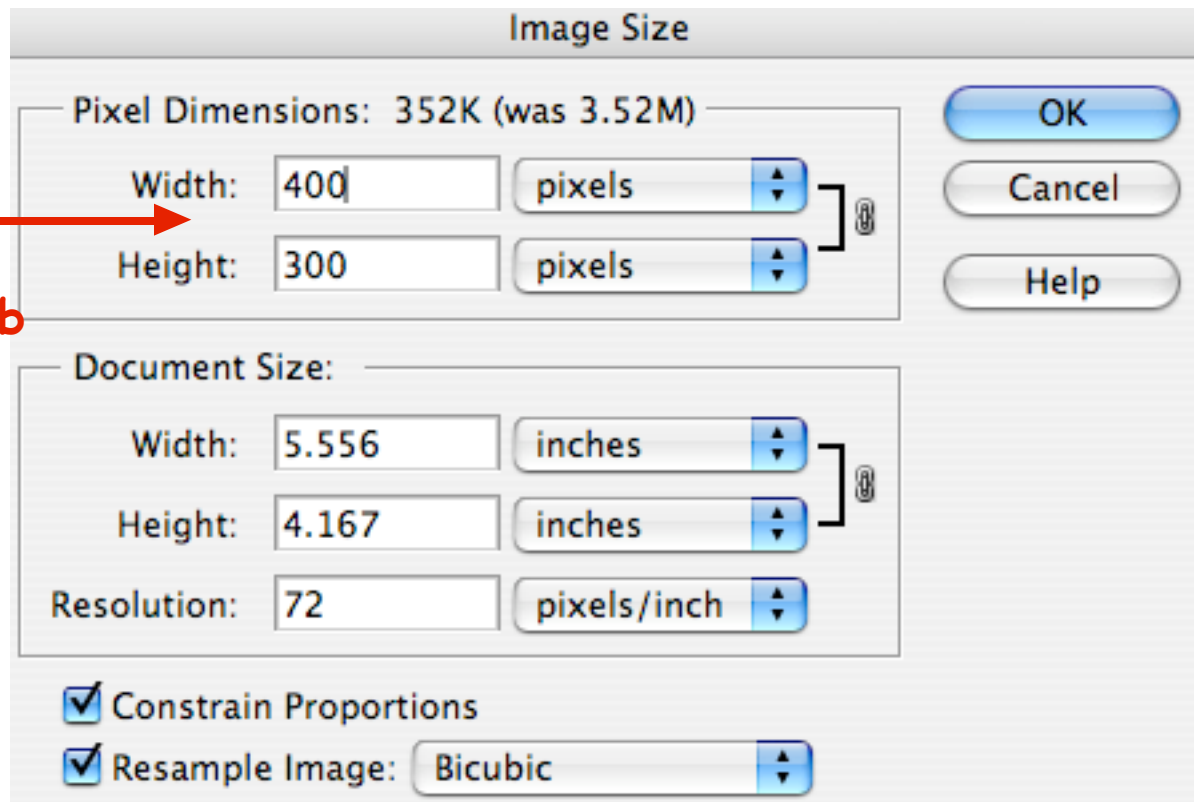 Image Size
Pixel Dimensions: 352K (was 3.52M)
OK
Width: 400 pixels
Cancel
Height: 300 pixels
Help
b
Document Size:
Width: 5.556 inches
Height: 4.167 inches
Resolution: 72 pixels/inch
Constrain Proportions
Resample Image: Bicubic